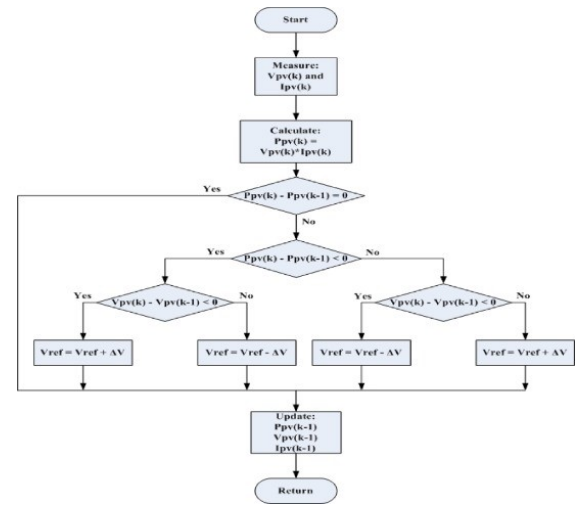 Start
Measure:
Vpv(k) and
Ipv(k)
Calculate:
Ppv(k) =
Vpv(k)*Ipv(k)
Yes
Ppv(k) - Ppv(k-1) = 0
No
Yes
Ppv(k) - Ppv(k-1) < 0
No
Yes
Vpv(k) - Vpv(k-1) < 0
No
Yes
Vpv(k) - Vpv(k-1) < 0
No
Vref = Vref + ΔV
Vref = Vref - ΔV
Vref = Vref - ΔV
Vref = Vref + ΔV
Update:
Ppv(k-1)
Vpv(k-1)
Ipv(k-1)
Return